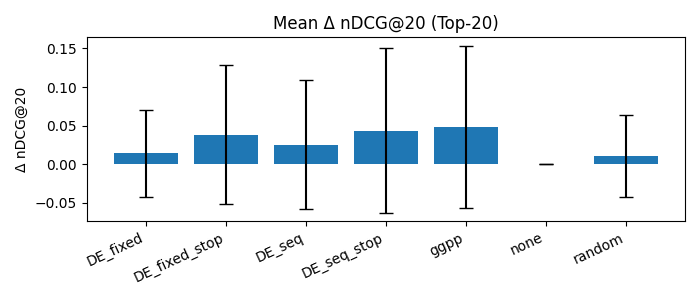 Mean Δ nDCG@20 (Top-20)
Δ nDCG@20
0.15
0.10
0.05
0.00
−0.05
DE_fixed
DE_fixed_stop
DE_seq
DE_seq_stop
ggpp
none
random